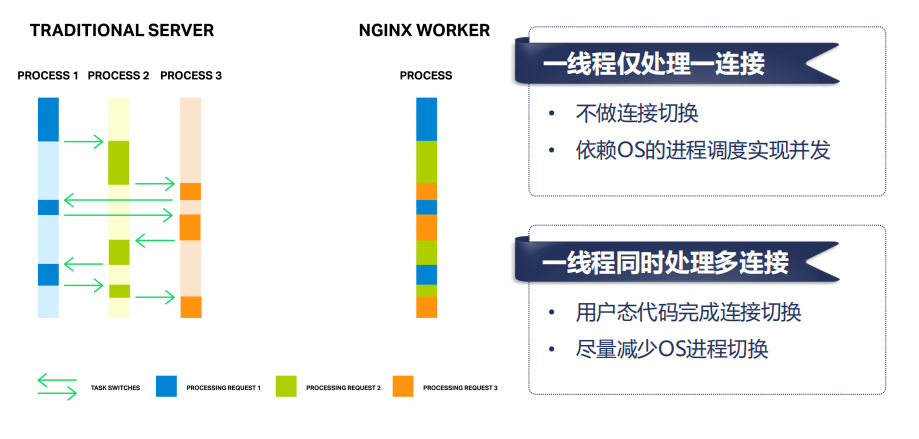 TRADITIONAL SERVER
NGINX WORKER
PROCESS 1 PROCESS 2 PROCESS 3
PROCESS
TASK SWITCHES
PROCESSING REQUEST 1
PROCESSING REQUEST 2
PROCESSING REQUEST 3
一线程仅处理一连接
• 不做连接切换
• 依赖OS的进程调度实现并发
一线程同时处理多连接
• 用户态代码完成连接切换
• 尽量减少OS进程切换